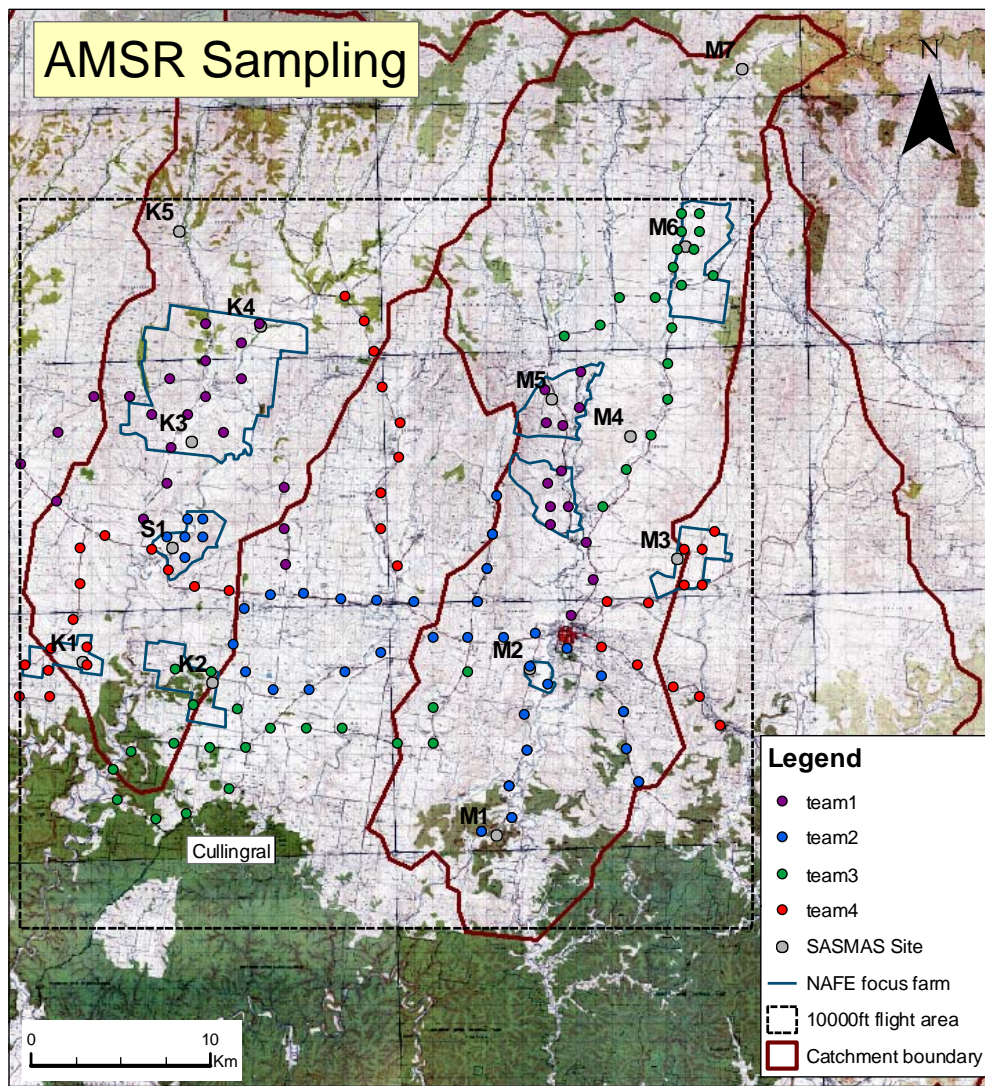 AMSR Sampling
M7
N
K5
M6
K4
M5
M4
K3
S1
M3
K1
K2
M2
M1
Cullingral
Legend
team1
team2
team3
team4
SASMAS Site
NAFE focus farm
10000ft flight area
Catchment boundary
0 10
Km